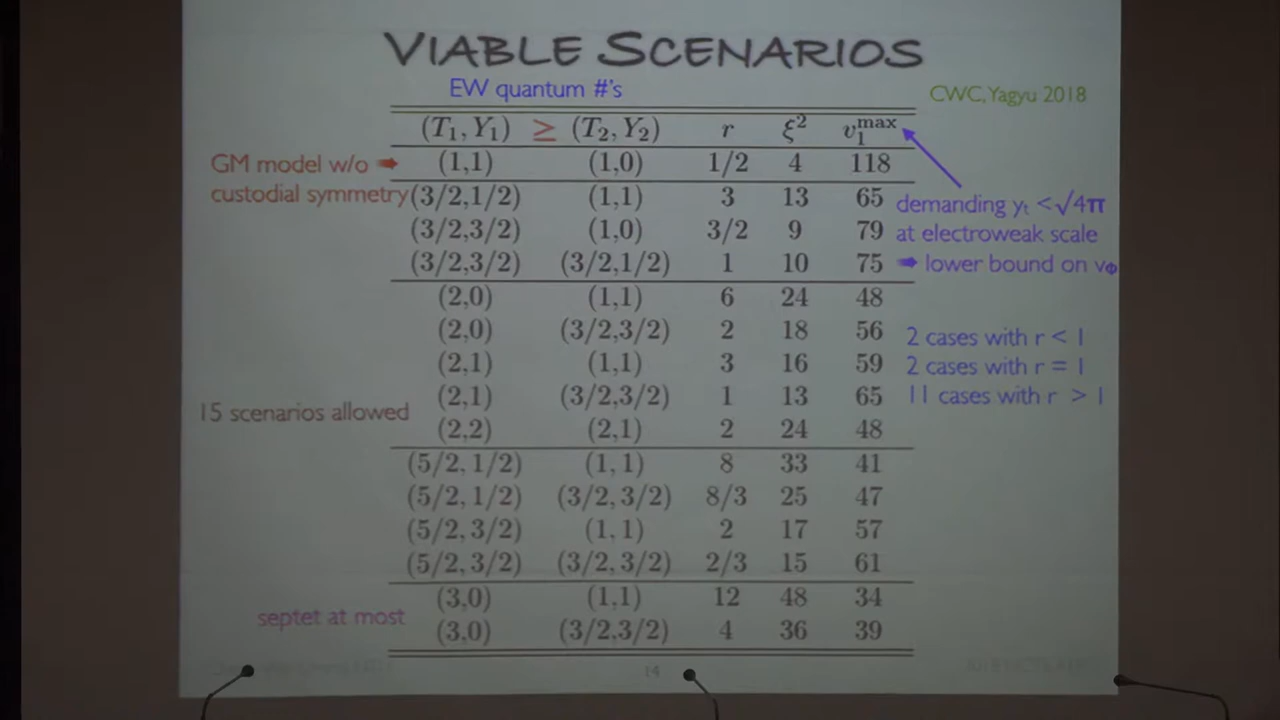 VIABLE SCENARIOS
EW quantum #'s
CWC, Yagyu 2018
(T₁, Y₁) ≥ (T₂, Y₂) r ξ² v₁ᵐᵃˣ
GM model w/o ➡ (1,1) (1,0) 1/2 4 118
custodial symmetry (3/2,1/2) (1,1) 3 13 65 demanding yₜ <√4π
(3/2,3/2) (1,0) 3/2 9 79 at electroweak scale
(3/2,3/2) (3/2,1/2) 1 10 75 ➡ lower bound on vΦ
(2,0) (1,1) 6 24 48
(2,0) (3/2,3/2) 2 18 56 2 cases with r < 1
(2,1) (1,1) 3 16 59 2 cases with r = 1
(2,1) (3/2,3/2) 1 13 65 11 cases with r > 1
15 scenarios allowed
(2,2) (2,1) 2 24 48
(5/2, 1/2) (1, 1) 8 33 41
(5/2, 1/2) (3/2, 3/2) 8/3 25 47
(5/2, 3/2) (1, 1) 2 17 57
(5/2, 3/2) (3/2, 3/2) 2/3 15 61
(3,0) (1,1) 12 48 34
septet at most
(3,0) (3/2,3/2) 4 36 39
14